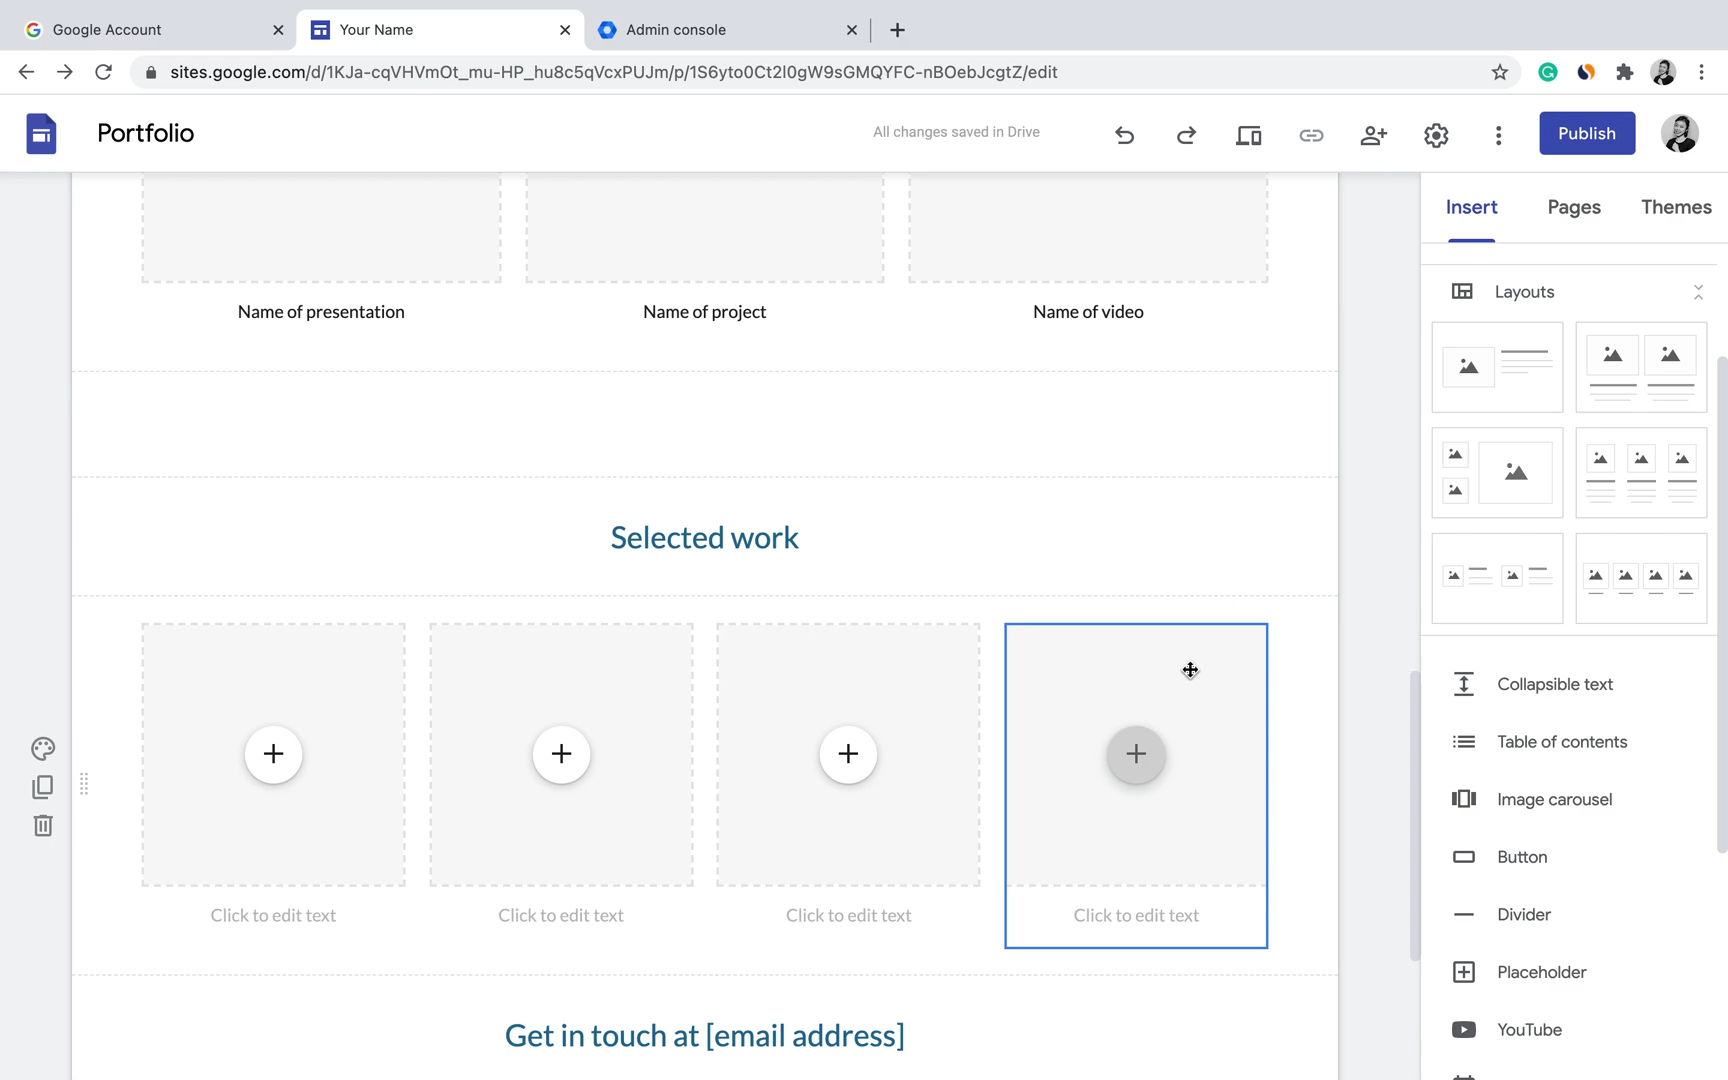 Google Account
Your Name
Admin console
sites.google.com/d/1KJa-cqVHVmOt_mu-HP_hu8c5qVcxPUJm/p/1S6yto0Ct2l0gW9sGMQYFC-nBOebJcgtZ/edit
Portfolio
All changes saved in Drive
Publish
Insert
Pages
Themes
Layouts
Name of presentation
Name of project
Name of video
Selected work
Click to edit text
Click to edit text
Click to edit text
Click to edit text
Get in touch at [email address]
Collapsible text
Table of contents
Image carousel
Button
Divider
Placeholder
YouTube